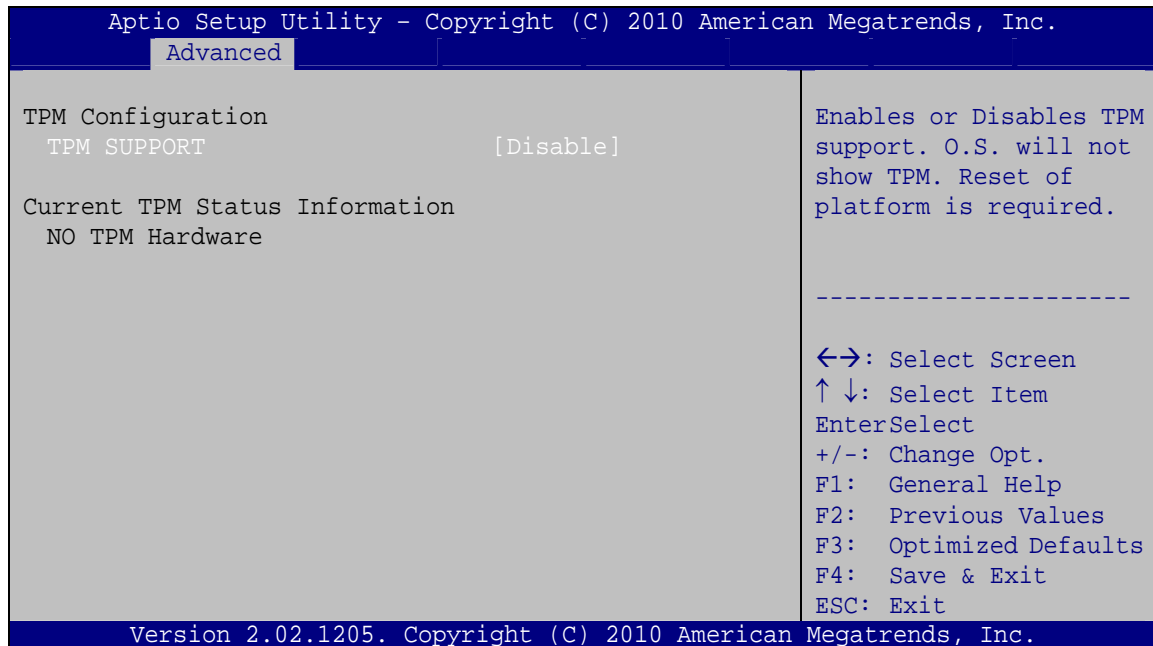 Aptio Setup Utility – Copyright (C) 2010 American Megatrends, Inc.
Advanced
TPM Configuration
TPM SUPPORT [Disable]
Current TPM Status Information
NO TPM Hardware
Enables or Disables TPM
support. O.S. will not
show TPM. Reset of
platform is required.
----------------------
←→: Select Screen
↑ ↓: Select Item
EnterSelect
+/-: Change Opt.
F1: General Help
F2: Previous Values
F3: Optimized Defaults
F4: Save & Exit
ESC: Exit
Version 2.02.1205. Copyright (C) 2010 American Megatrends, Inc.